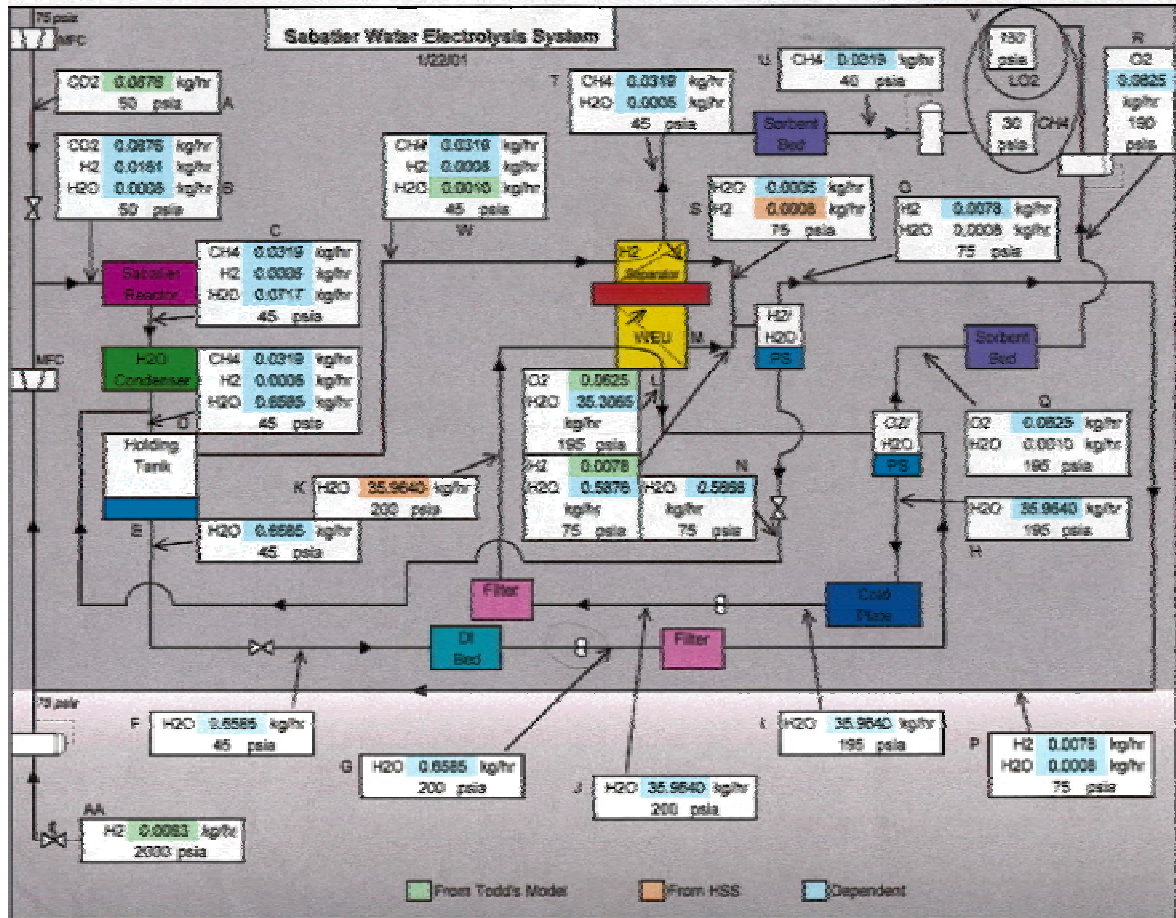 75 psia
MFC
Sabatier Water Electrolysis System
1/22/01
CO2 0.0876 kg/hr
50 psia
A
CO2 0.0876 kg/hr
H2 0.0161 kg/hr
H2O 0.0005 kg/hr
50 psia
B
CH4 0.0319 kg/hr
H2 0.0005 kg/hr
H2O 0.0010 kg/hr
45 psia
W
T
CH4 0.0319 kg/hr
H2O 0.0005 kg/hr
45 psia
U
CH4 0.0319 kg/hr
40 psia
V
psia
LO2
30 CH4
psia
R
O2
0.0625
kg/hr
190
psia
Sorbent
Bed
S
H2O 0.0005 kg/hr
H2 0.0008 kg/hr
75 psia
O
H2 0.0078 kg/hr
H2O 0.0008 kg/hr
75 psia
C
CH4 0.0319 kg/hr
H2 0.0005 kg/hr
H2O 0.0717 kg/hr
45 psia
Sabatier
Reactor
H2
Separator
WEU
M
H2/
H2O
PS
Sorbent
Bed
MFC
H2O
Condenser
CH4 0.0319 kg/hr
H2 0.0005 kg/hr
H2O 0.6585 kg/hr
45 psia
D
Holding
Tank
O2 0.0625
H2O 35.3065
kg/hr
195 psia
L
H2 0.0078
H2O 0.5876
kg/hr
75 psia
N
H2O 0.5868
kg/hr
75 psia
O2/
H2O
PS
Q
O2 0.0625 kg/hr
H2O 0.0010 kg/hr
195 psia
K
H2O 35.9640 kg/hr
200 psia
H2O 35.9640 kg/hr
195 psia
H
E
H2O 0.6585 kg/hr
45 psia
Filter
Cold
Plate
DI
Bed
Filter
75 psia
F
H2O 0.6585 kg/hr
45 psia
G
H2O 0.6585 kg/hr
200 psia
J
H2O 35.9640 kg/hr
200 psia
H2O 35.9640 kg/hr
195 psia
P
H2 0.0078 kg/hr
H2O 0.0008 kg/hr
75 psia
AA
H2 0.0083 kg/hr
2000 psia
From Todd's Model
From HSS
Dependent